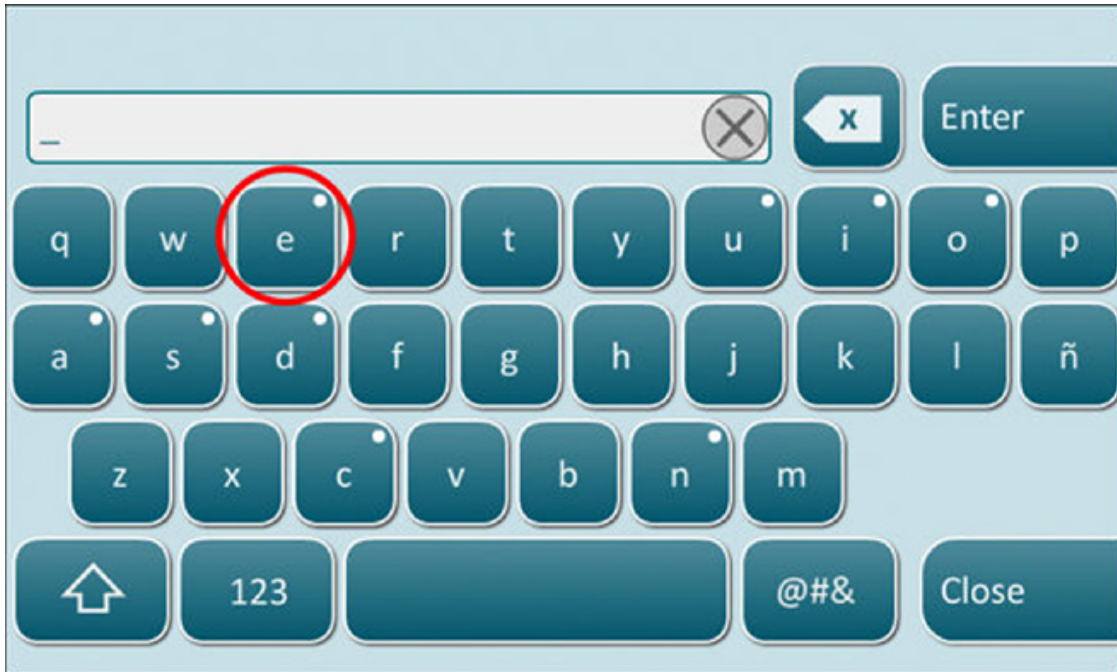 _ x Enter
q w e r t y u i o p
a s d f g h j k l ñ
z x c v b n m
123 @#& Close